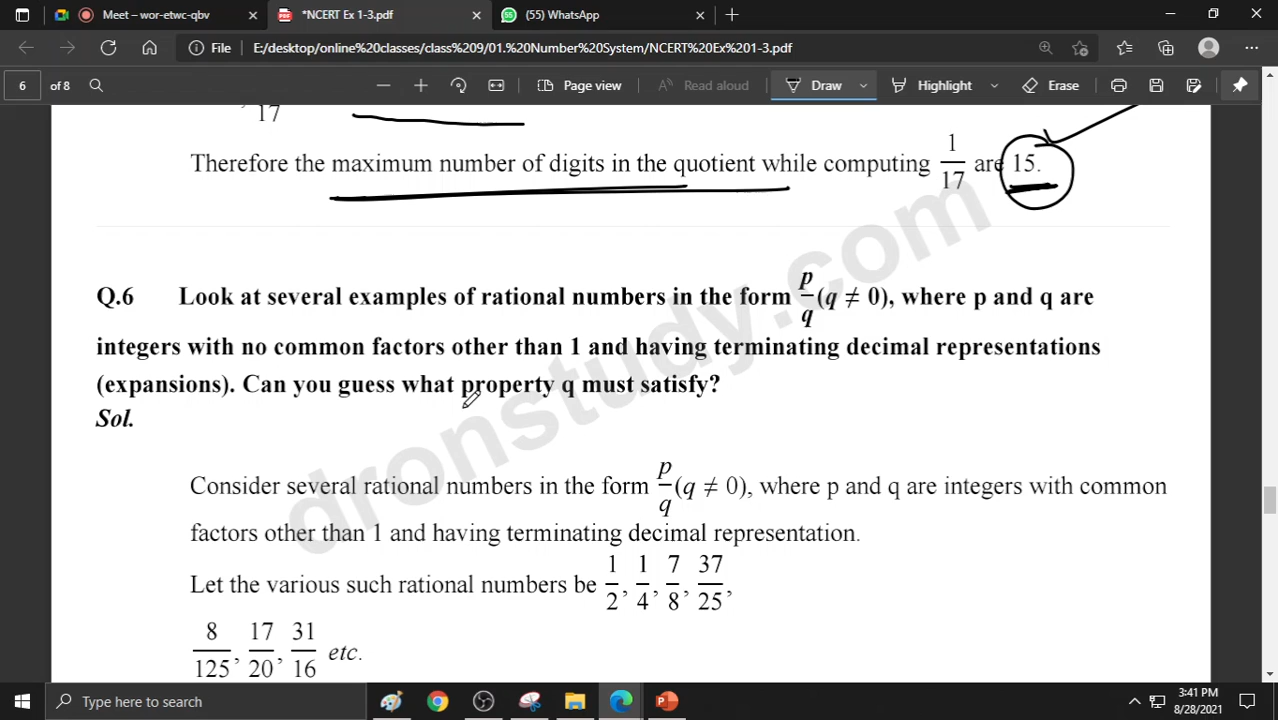 Meet – wor-etwc-qbv
*NCERT Ex 1-3.pdf
(55) WhatsApp
File E:/desktop/online%20classes/class%209/01.%20Number%20System/NCERT%20Ex%201-3.pdf
6 of 8 Page view Read aloud Draw Highlight Erase
17
Therefore the maximum number of digits in the quotient while computing 1/17 are 15.
Q.6 Look at several examples of rational numbers in the form p/q (q ≠ 0), where p and q are
integers with no common factors other than 1 and having terminating decimal representations
(expansions). Can you guess what property q must satisfy?
Sol.
Consider several rational numbers in the form p/q (q ≠ 0), where p and q are integers with common
factors other than 1 and having terminating decimal representation.
Let the various such rational numbers be 1/2, 1/4, 7/8, 37/25,
8/125, 17/20, 31/16 etc.
dronstudy.com
Type here to search
3:41 PM
8/28/2021